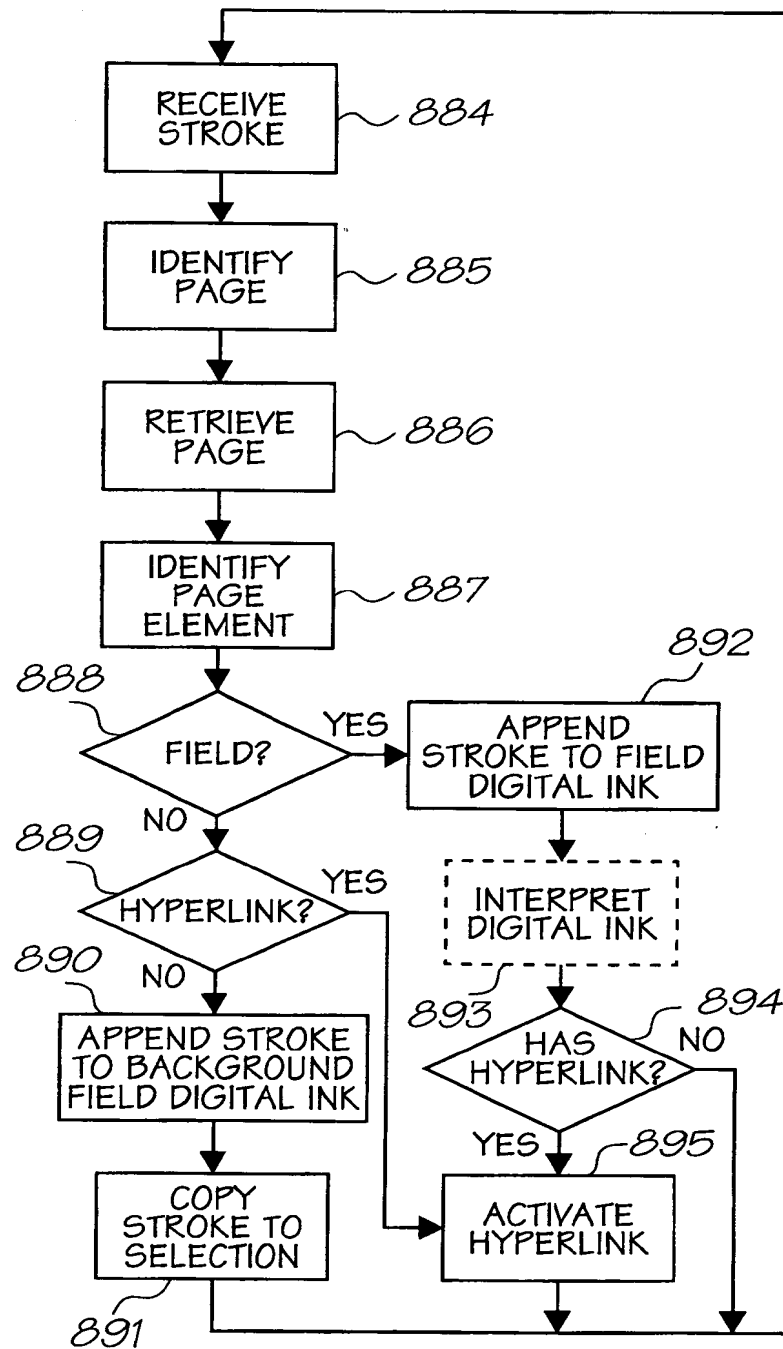 RECEIVE
STROKE
884
IDENTIFY
PAGE
885
RETRIEVE
PAGE
886
IDENTIFY
PAGE
ELEMENT
887
888
FIELD?
YES
NO
892
APPEND
STROKE TO FIELD
DIGITAL INK
889
HYPERLINK?
YES
NO
INTERPRET
DIGITAL INK
893
890
APPEND STROKE
TO BACKGROUND
FIELD DIGITAL INK
894
HAS
HYPERLINK?
NO
YES
895
COPY
STROKE TO
SELECTION
891
ACTIVATE
HYPERLINK